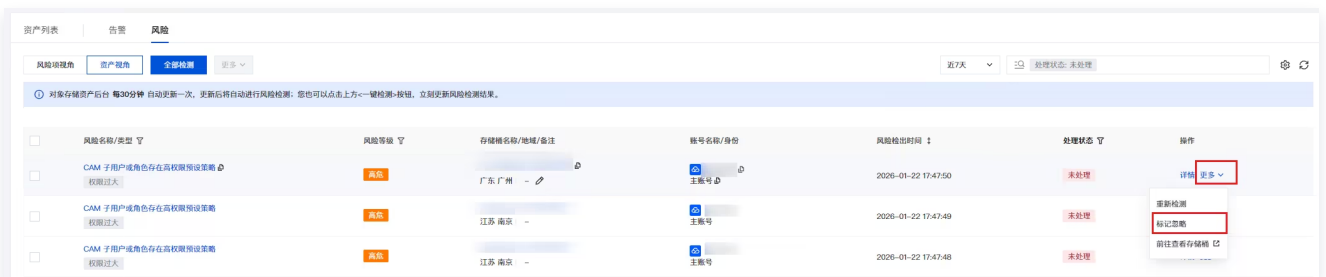 资产列表 告警 风险
风险项视角 资产视角 全部检测 更多 近7天 处理状态: 未处理
对象存储资产后台 每30分钟 自动更新一次，更新后将自动进行风险检测；您也可以点击上方<一键检测>按钮，立刻更新风险检测结果。
风险名称/类型 风险等级 存储桶名称/地域/备注 账号名称/身份 风险检出时间 处理状态 操作
CAM 子用户或角色存在高权限预设策略
权限过大 高危 广东 广州 - 主账号 2026-01-22 17:47:50 未处理 详情 更多
重新检测
CAM 子用户或角色存在高权限预设策略
权限过大 高危 江苏 南京 - 主账号 2026-01-22 17:47:49 未处理
标记忽略
前往查看存储桶
CAM 子用户或角色存在高权限预设策略
权限过大 高危 江苏 南京 - 主账号 2026-01-22 17:47:48 未处理